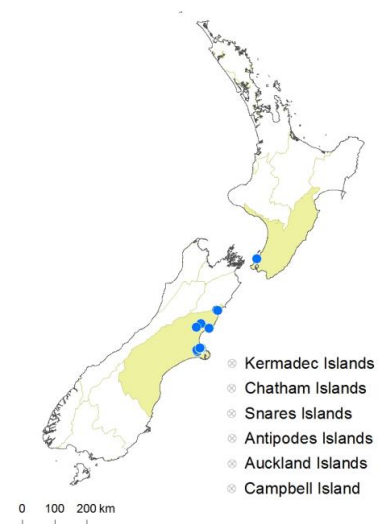 Kermadec Islands
Chatham Islands
Snares Islands
Antipodes Islands
Auckland Islands
Campbell Island
0 100 200 km